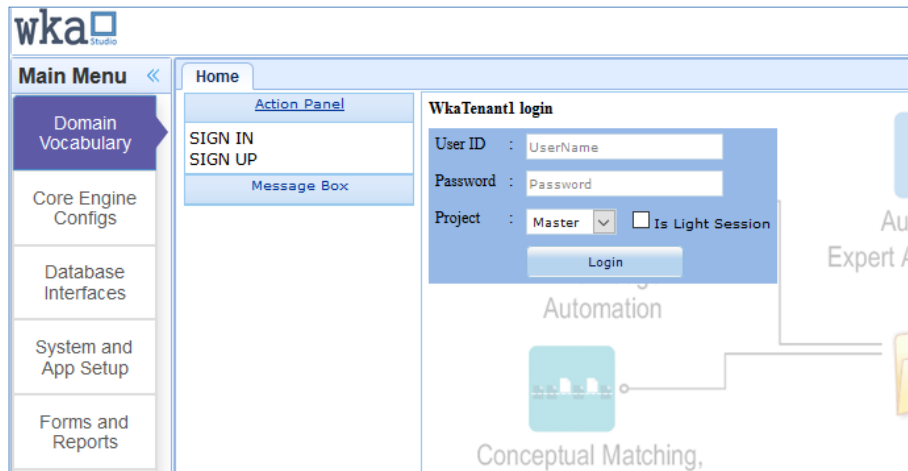 wka
Studio
Main Menu «
Home
Domain
Vocabulary
Core Engine
Configs
Database
Interfaces
System and
App Setup
Forms and
Reports
Action Panel
SIGN IN
SIGN UP
Message Box
WkaTenant1 login
User ID : UserName
Password : Password
Project : Master Is Light Session
Login
Automation
Conceptual Matching,
Au
Expert A